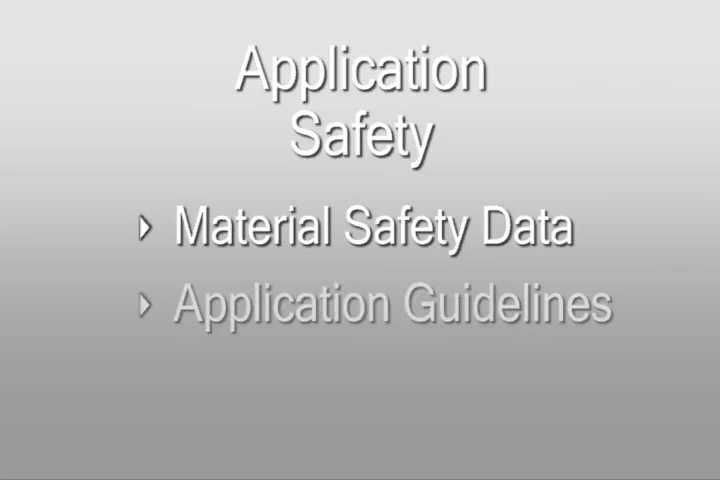 Application
Safety
Material Safety Data
Application Guidelines